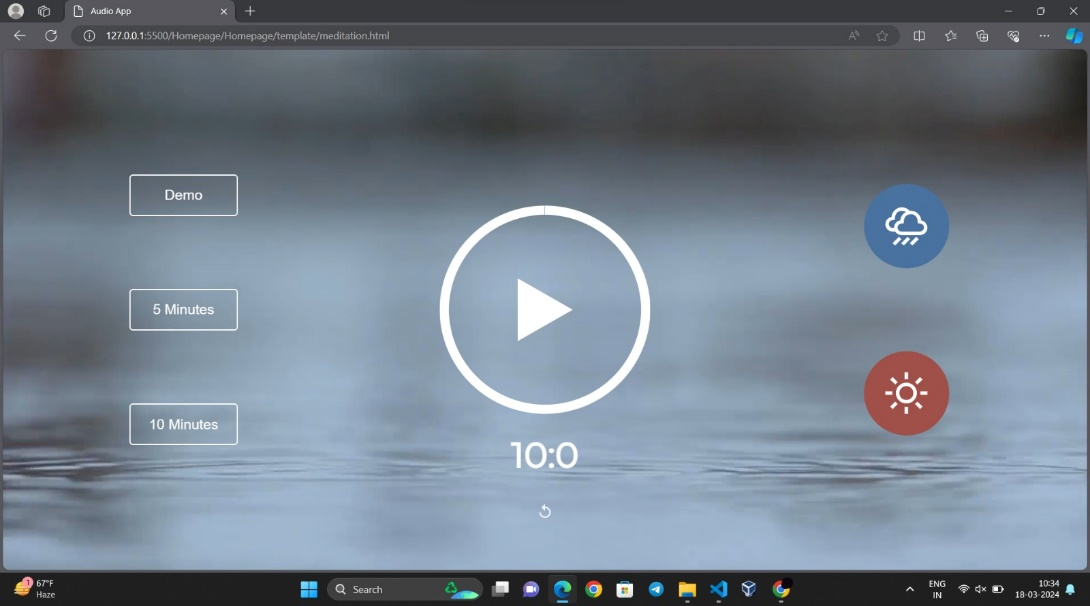 Audio App
127.0.0.1:5500/Homepage/Homepage/template/meditation.html
Demo
5 Minutes
10 Minutes
10:0
1
67°F
Haze
Search
ENG
IN
10:34
18-03-2024